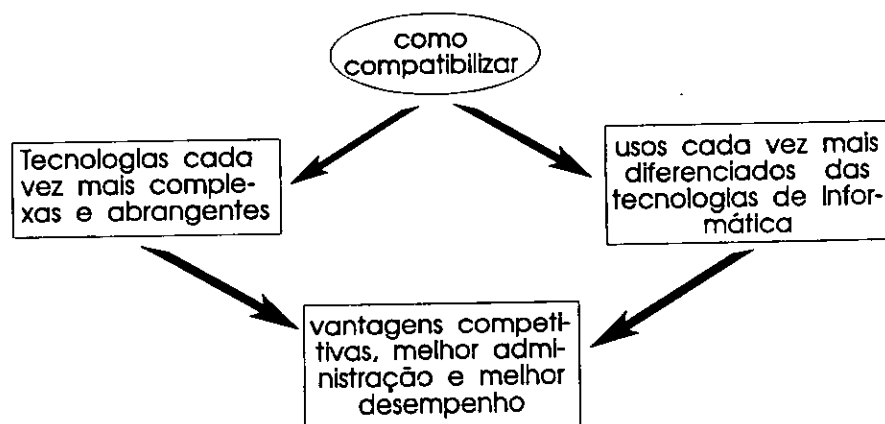 como
compatibilizar
Tecnologias cada
vez mais comple-
xas e abrangentes
usos cada vez mais
diferenciados das
tecnologias de infor-
mática
vantagens competi-
tivas, melhor admi-
nistração e melhor
desempenho